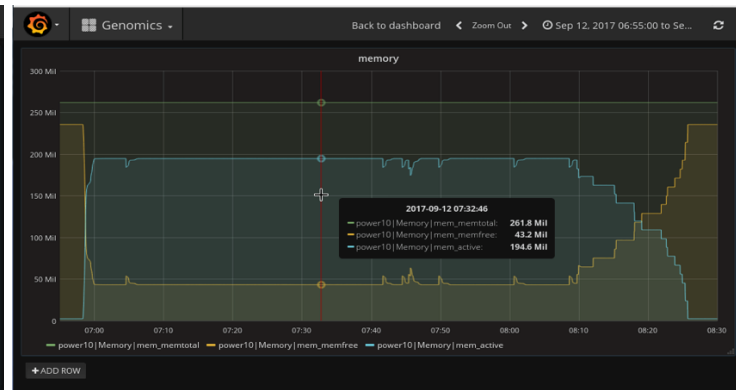 Genomics
Back to dashboard Zoom Out Sep 12, 2017 06:55:00 to Se...
memory
300 Mil
250 Mil
200 Mil
150 Mil
100 Mil
50 Mil
0
2017-09-12 07:32:46
power10|Memory|mem_memtotal: 261.8 Mil
power10|Memory|mem_memfree: 43.2 Mil
power10|Memory|mem_active: 194.6 Mil
07:00 07:10 07:20 07:30 07:40 07:50 08:00 08:10 08:20 08:30
power10|Memory|mem_memtotal power10|Memory|mem_memfree power10|Memory|mem_active
+ ADD ROW